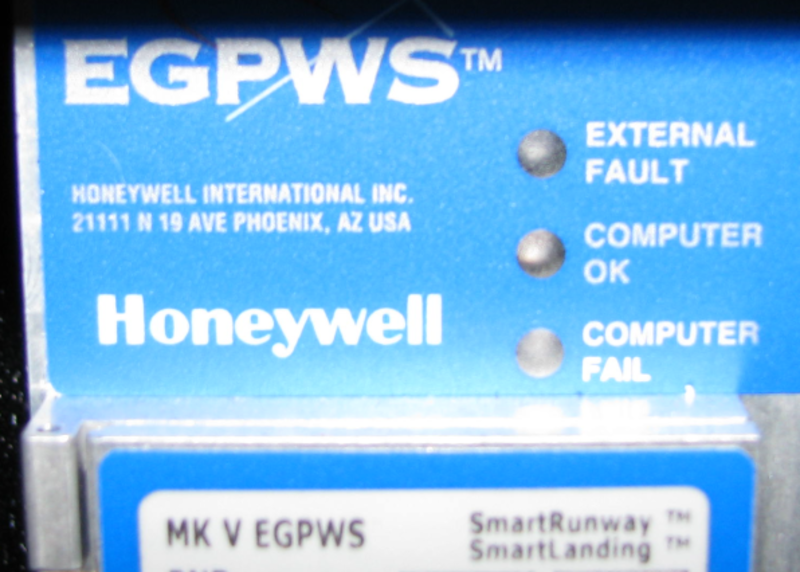 EGPWS™
EXTERNAL
FAULT
HONEYWELL INTERNATIONAL INC.
21111 N 19 AVE PHOENIX, AZ USA
COMPUTER
OK
Honeywell
COMPUTER
FAIL
MK V EGPWS
SmartRunway ™
SmartLanding ™